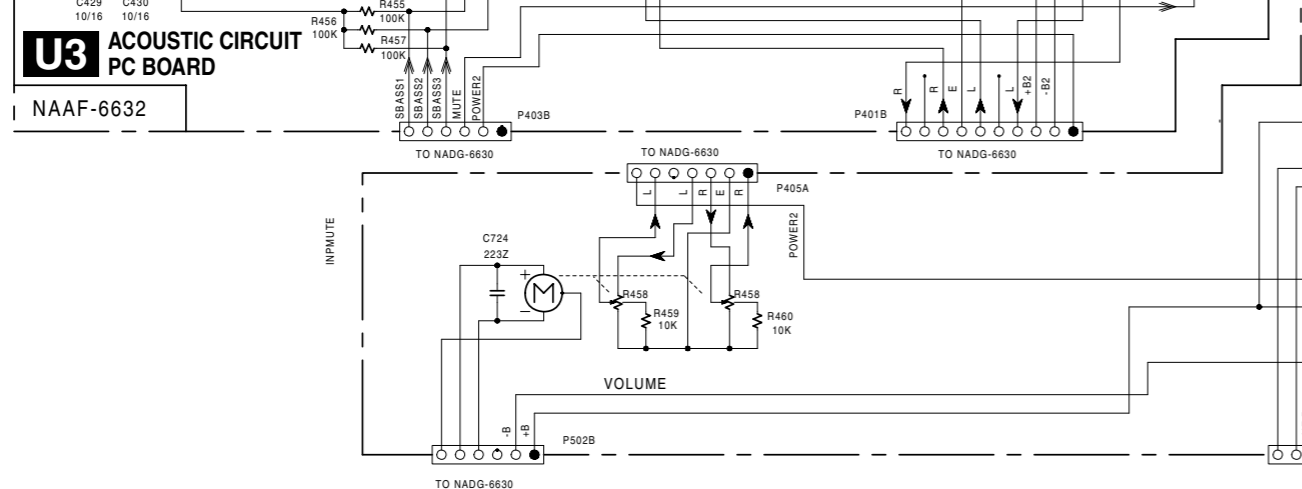 C429 C430
10/16 10/16
R455
100K
R456
100K
R457
100K
U3 ACOUSTIC CIRCUIT
PC BOARD
NAAF-6632
SBASS1
SBASS2
SBASS3
MUTE
POWER2
P403B
TO NADG-6630
R
R
E
L
L
+B2
-B2
P401B
TO NADG-6630
TO NADG-6630
L
L
R
E
R
P405A
INPMUTE
POWER2
C724
223Z
+
M
−
R458
R459
10K
R458
R460
10K
VOLUME
-B
+B
P502B
TO NADG-6630